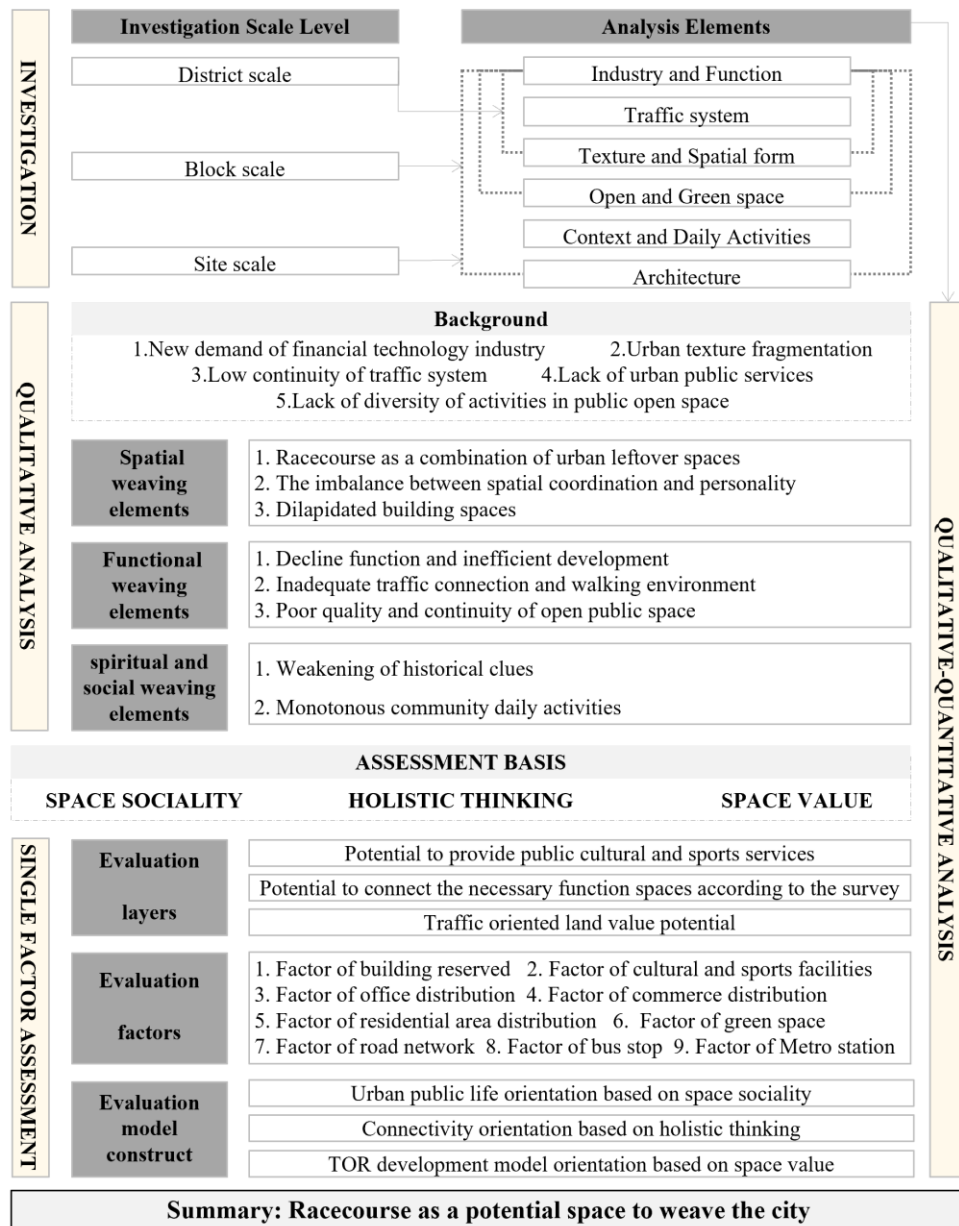 INVESTIGATION
Investigation Scale Level
Analysis Elements
District scale
Industry and Function
Traffic system
Texture and Spatial form
Block scale
Open and Green space
Context and Daily Activities
Site scale
Architecture
QUALITATIVE ANALYSIS
Background
1.New demand of financial technology industry 2.Urban texture fragmentation
3.Low continuity of traffic system 4.Lack of urban public services
5.Lack of diversity of activities in public open space
Spatial
weaving
elements
1. Racecourse as a combination of urban leftover spaces
2. The imbalance between spatial coordination and personality
3. Dilapidated building spaces
Functional
weaving
elements
1. Decline function and inefficient development
2. Inadequate traffic connection and walking environment
3. Poor quality and continuity of open public space
spiritual and
social weaving
elements
1. Weakening of historical clues
2. Monotonous community daily activities
QUALITATIVE-QUANTITATIVE ANALYSIS
ASSESSMENT BASIS
SPACE SOCIALITY HOLISTIC THINKING SPACE VALUE
SINGLE FACTOR ASSESSMENT
Evaluation
layers
Potential to provide public cultural and sports services
Potential to connect the necessary function spaces according to the survey
Traffic oriented land value potential
Evaluation
factors
1. Factor of building reserved 2. Factor of cultural and sports facilities
3. Factor of office distribution 4. Factor of commerce distribution
5. Factor of residential area distribution 6. Factor of green space
7. Factor of road network 8. Factor of bus stop 9. Factor of Metro station
Evaluation
model
construct
Urban public life orientation based on space sociality
Connectivity orientation based on holistic thinking
TOR development model orientation based on space value
Summary: Racecourse as a potential space to weave the city